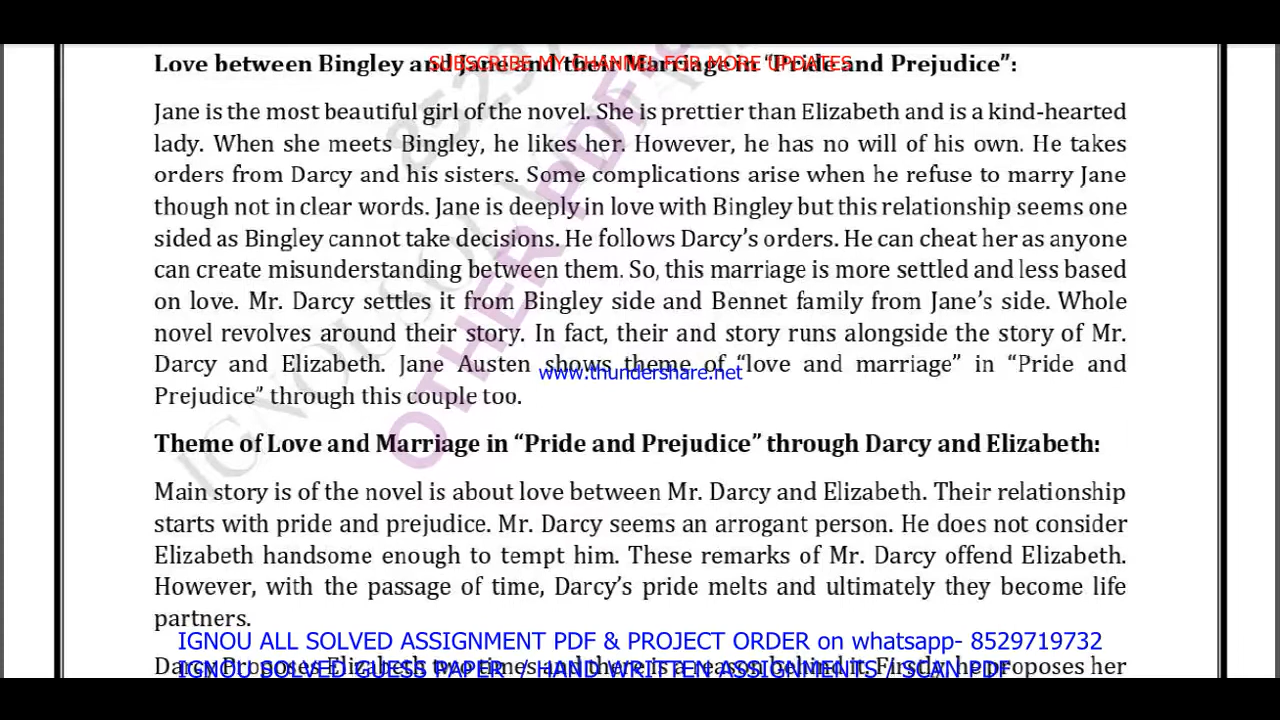 Love between Bingley and Jane and their Marriage in “Pride and Prejudice”:
SUBSCRIBE MY CHANNEL FOR MORE UPDATES
Jane is the most beautiful girl of the novel. She is prettier than Elizabeth and is a kind-hearted
lady. When she meets Bingley, he likes her. However, he has no will of his own. He takes
orders from Darcy and his sisters. Some complications arise when he refuse to marry Jane
though not in clear words. Jane is deeply in love with Bingley but this relationship seems one
sided as Bingley cannot take decisions. He follows Darcy’s orders. He can cheat her as anyone
can create misunderstanding between them. So, this marriage is more settled and less based
on love. Mr. Darcy settles it from Bingley side and Bennet family from Jane’s side. Whole
novel revolves around their story. In fact, their and story runs alongside the story of Mr.
Darcy and Elizabeth. Jane Austen shows theme of “love and marriage” in “Pride and
www.thundershare.net
Prejudice” through this couple too.
Theme of Love and Marriage in “Pride and Prejudice” through Darcy and Elizabeth:
Main story is of the novel is about love between Mr. Darcy and Elizabeth. Their relationship
starts with pride and prejudice. Mr. Darcy seems an arrogant person. He does not consider
Elizabeth handsome enough to tempt him. These remarks of Mr. Darcy offend Elizabeth.
However, with the passage of time, Darcy’s pride melts and ultimately they become life
partners.
IGNOU ALL SOLVED ASSIGNMENT PDF & PROJECT ORDER on whatsapp- 8529719732
Darcy Proposes Elizabeth two times and there is a reason behind it. Firstly, he proposes her
IGNOU SOLVED GUESS PAPER / HAND WRITTEN ASSIGNMENTS / SCAN PDF
IGNOU SOL
OTHER PDF
8529